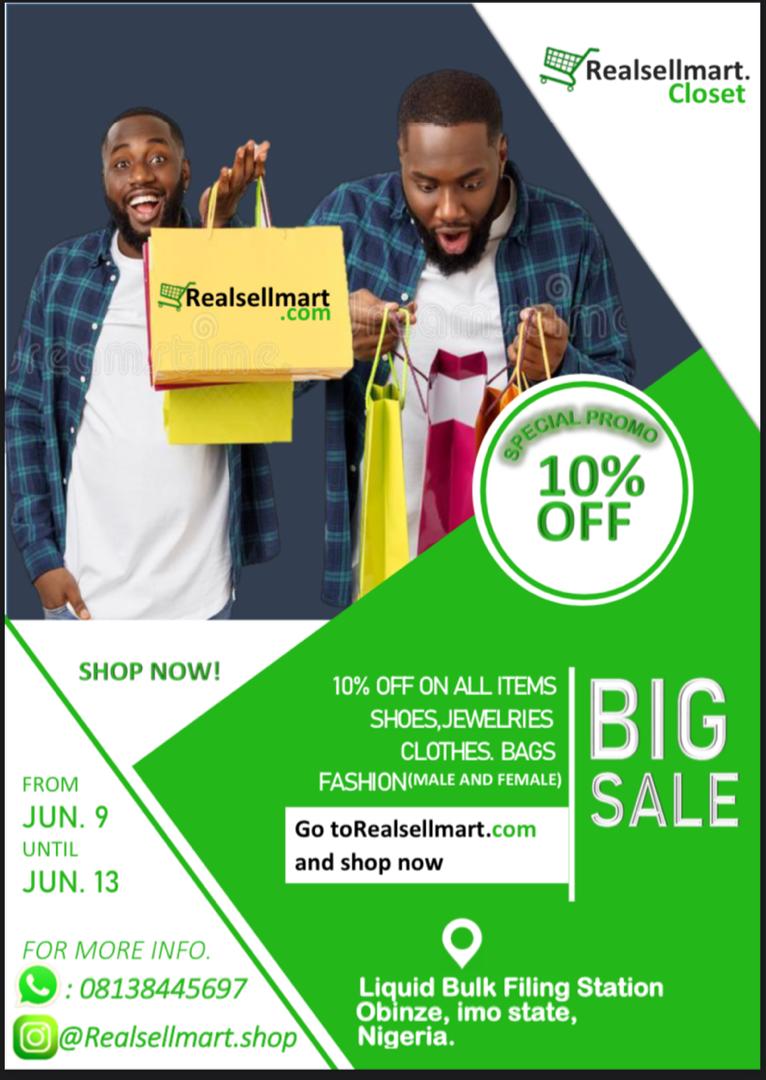 Realsellmart.
Closet
Realsellmart
.com
dreamstime.
SPECIAL PROMO
10%
OFF
SHOP NOW!
10% OFF ON ALL ITEMS
SHOES,JEWELRIES
CLOTHES. BAGS
FASHION(MALE AND FEMALE)
BIG
SALE
Go toRealsellmart.com
and shop now
FROM
JUN. 9
UNTIL
JUN. 13
FOR MORE INFO.
: 08138445697
@Realsellmart.shop
Liquid Bulk Filing Station
Obinze, imo state,
Nigeria.